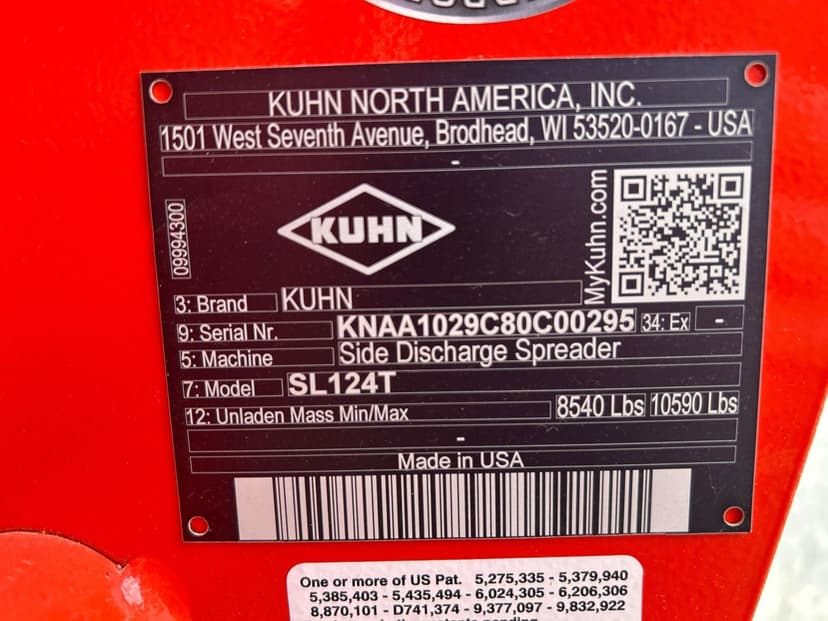 KUHN NORTH AMERICA, INC.
1501 West Seventh Avenue, Brodhead, WI 53520-0167 - USA
-
09994300
KUHN
MyKuhn.com
3: Brand KUHN
9: Serial Nr. KNAA1029C80C00295 34: Ex -
5: Machine Side Discharge Spreader
7: Model SL124T
12: Unladen Mass Min/Max 8540 Lbs 10590 Lbs
-
Made in USA
One or more of US Pat. 5,275,335 - 5,379,940
5,385,403 - 5,435,494 - 6,024,305 - 6,206,306
8,870,101 - D741,374 - 9,377,097 - 9,832,922